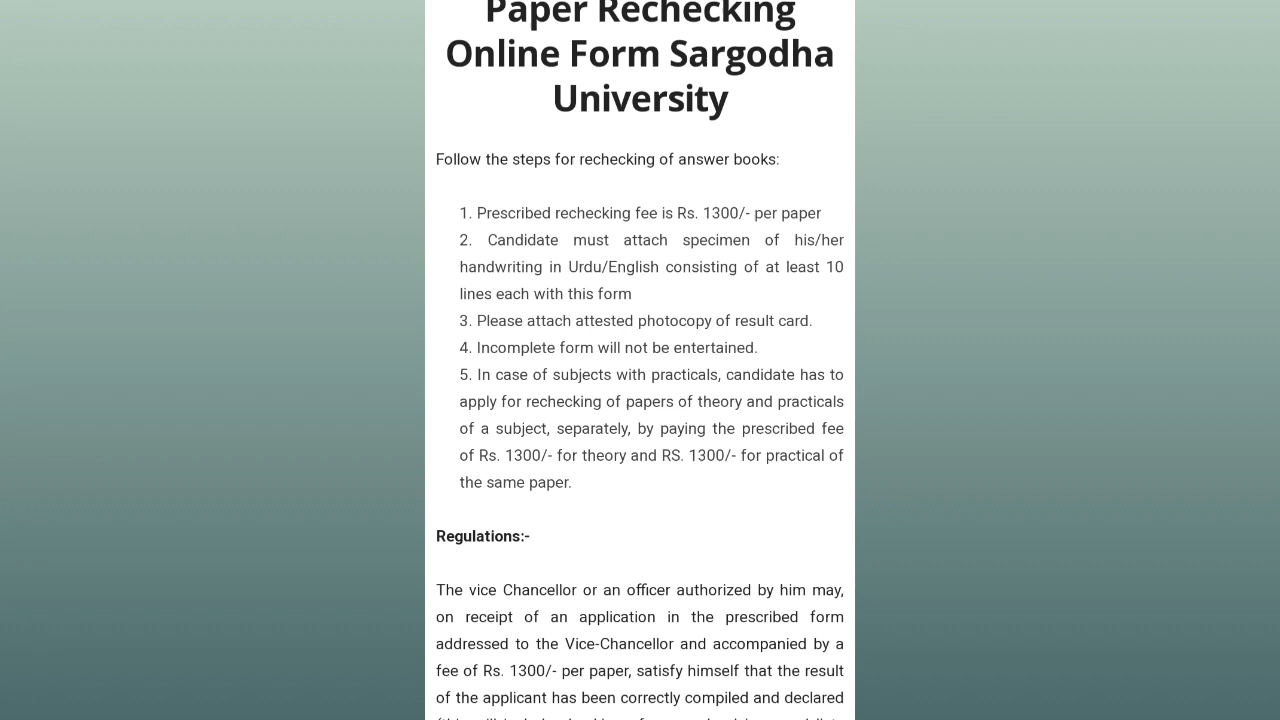 Paper Rechecking
Online Form Sargodha
University
Follow the steps for rechecking of answer books:
1. Prescribed rechecking fee is Rs. 1300/- per paper
2. Candidate must attach specimen of his/her
handwriting in Urdu/English consisting of at least 10
lines each with this form
3. Please attach attested photocopy of result card.
4. Incomplete form will not be entertained.
5. In case of subjects with practicals, candidate has to
apply for rechecking of papers of theory and practicals
of a subject, separately, by paying the prescribed fee
of Rs. 1300/- for theory and RS. 1300/- for practical of
the same paper.
Regulations:-
The vice Chancellor or an officer authorized by him may,
on receipt of an application in the prescribed form
addressed to the Vice-Chancellor and accompanied by a
fee of Rs. 1300/- per paper, satisfy himself that the result
of the applicant has been correctly compiled and declared